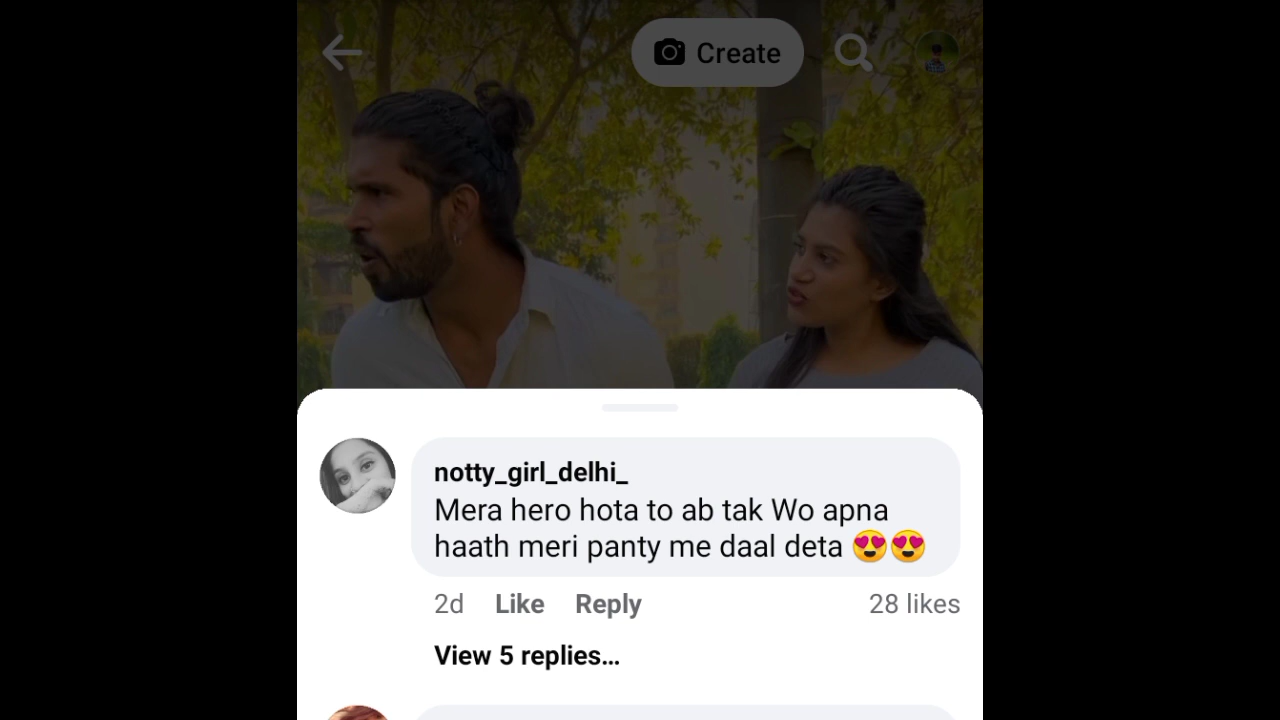 Create
notty_girl_delhi_
Mera hero hota to ab tak Wo apna
haath meri panty me daal deta 😍😍
2d Like Reply 28 likes
View 5 replies...